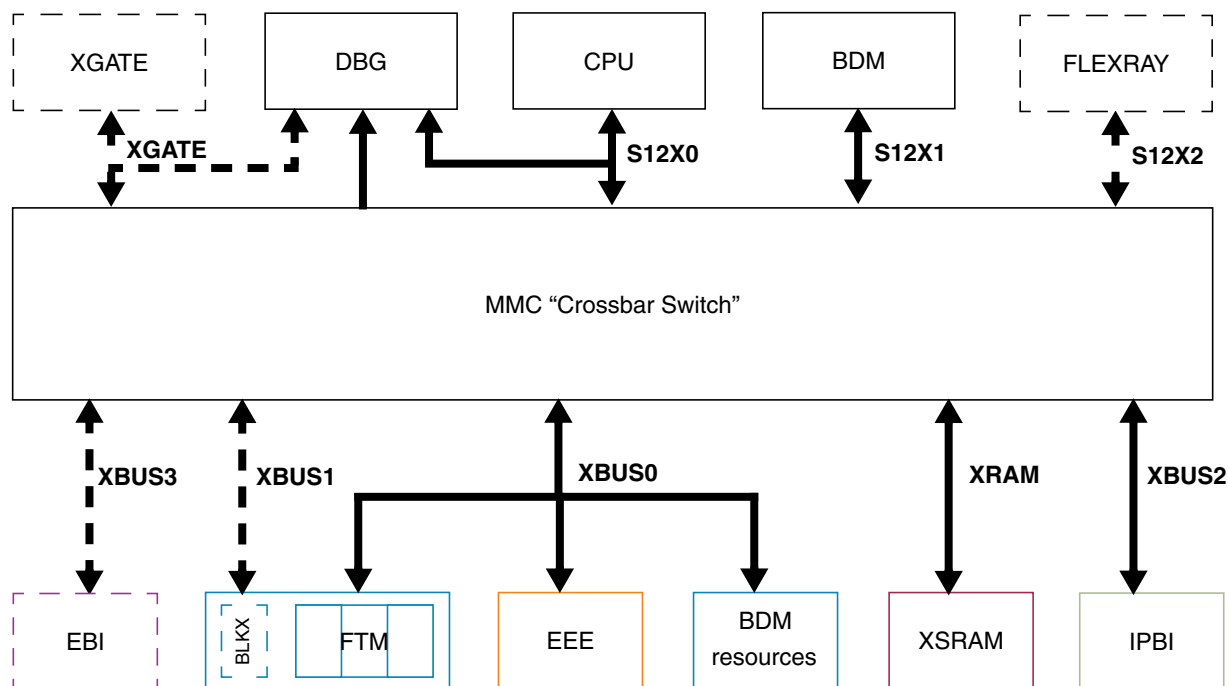 XGATE
DBG
CPU
BDM
FLEXRAY
XGATE
S12X0
S12X1
S12X2
MMC “Crossbar Switch”
XBUS3
XBUS1
XBUS0
XRAM
XBUS2
EBI
BLKX
FTM
EEE
BDM
resources
XSRAM
IPBI